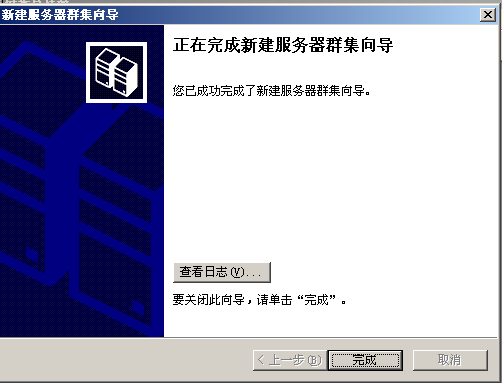 新建服务器群集向导
正在完成新建服务器群集向导
您已成功完成了新建服务器群集向导。
查看日志(V)...
要关闭此向导，请单击“完成”。
< 上一步(B)
完成
取消